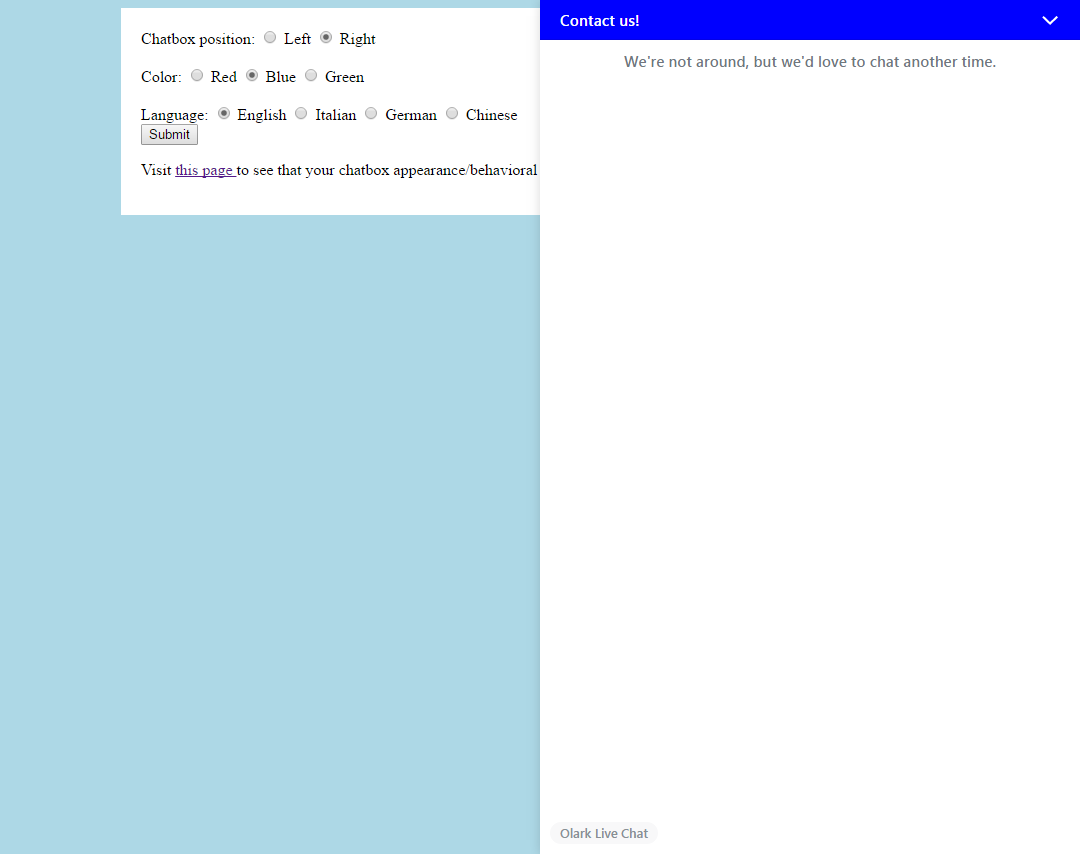 Chatbox position: Left Right
Color: Red Blue Green
Language: English Italian German Chinese
Submit
Visit this page to see that your chatbox appearance/behavioral
Contact us!
We're not around, but we'd love to chat another time.
Olark Live Chat